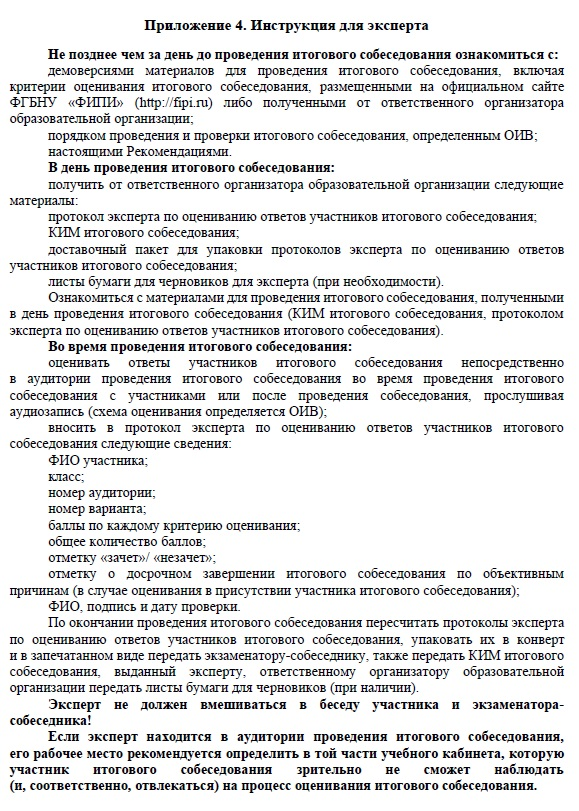 Приложение 4. Инструкция для эксперта
Не позднее чем за день до проведения итогового собеседования ознакомиться с:
демоверсиями материалов для проведения итогового собеседования, включая
критерии оценивания итогового собеседования, размещенными на официальном сайте
ФГБНУ «ФИПИ» (http://fipi.ru) либо полученными от ответственного организатора
образовательной организации;
порядком проведения и проверки итогового собеседования, определенным ОИВ;
настоящими Рекомендациями.
В день проведения итогового собеседования:
получить от ответственного организатора образовательной организации следующие
материалы:
протокол эксперта по оцениванию ответов участников итогового собеседования;
КИМ итогового собеседования;
доставочный пакет для упаковки протоколов эксперта по оцениванию ответов
участников итогового собеседования;
листы бумаги для черновиков для эксперта (при необходимости).
Ознакомиться с материалами для проведения итогового собеседования, полученными
в день проведения итогового собеседования (КИМ итогового собеседования, протоколом
эксперта по оцениванию ответов участников итогового собеседования).
Во время проведения итогового собеседования:
оценивать ответы участников итогового собеседования непосредственно
в аудитории проведения итогового собеседования во время проведения итогового
собеседования с участниками или после проведения собеседования, прослушивая
аудиозапись (схема оценивания определяется ОИВ);
вносить в протокол эксперта по оцениванию ответов участников итогового
собеседования следующие сведения:
ФИО участника;
класс;
номер аудитории;
номер варианта;
баллы по каждому критерию оценивания;
общее количество баллов;
отметку «зачет»/ «незачет»;
отметку о досрочном завершении итогового собеседования по объективным
причинам (в случае оценивания в присутствии участника итогового собеседования);
ФИО, подпись и дату проверки.
По окончании проведения итогового собеседования пересчитать протоколы эксперта
по оцениванию ответов участников итогового собеседования, упаковать их в конверт
и в запечатанном виде передать экзаменатору-собеседнику, также передать КИМ итогового
собеседования, выданный эксперту, ответственному организатору образовательной
организации передать листы бумаги для черновиков (при наличии).
Эксперт не должен вмешиваться в беседу участника и экзаменатора-
собеседника!
Если эксперт находится в аудитории проведения итогового собеседования,
его рабочее место рекомендуется определить в той части учебного кабинета, которую
участник итогового собеседования зрительно не сможет наблюдать
(и, соответственно, отвлекаться) на процесс оценивания итогового собеседования.